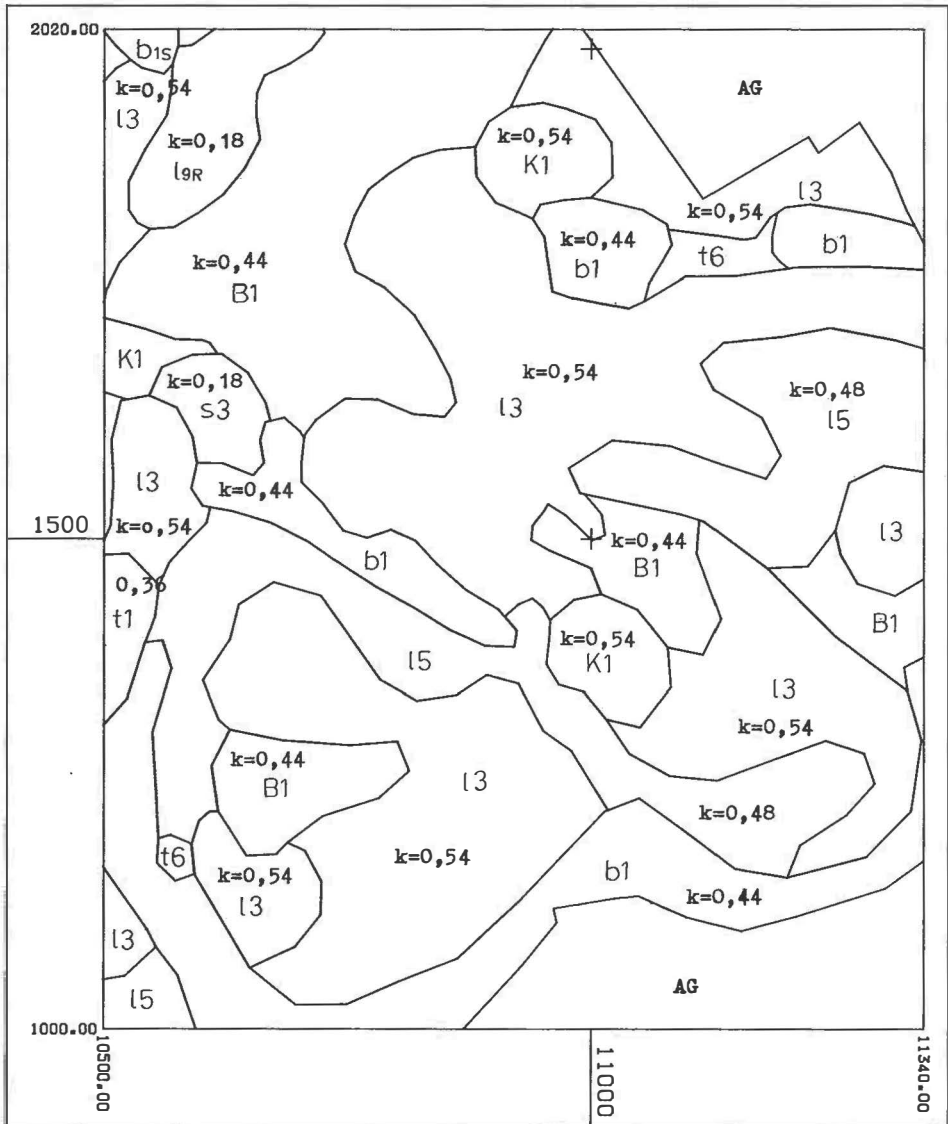 2020.00
b1s
k=0,54
l3
k=0,18
l9R
AG
k=0,54
K1
l3
k=0,54
k=0,44
b1
t6
b1
k=0,44
B1
K1
k=0,18
s3
k=0,54
l3
k=0,48
l5
l3
k=0,54
k=0,44
1500
l3
k=0,44
B1
b1
0,36
t1
B1
k=0,54
K1
l5
l3
k=0,54
k=0,44
B1
l3
k=0,48
t6
k=0,54
l3
k=0,54
b1
k=0,44
l3
l5
AG
1000.00
10500.00
11000
11340.00